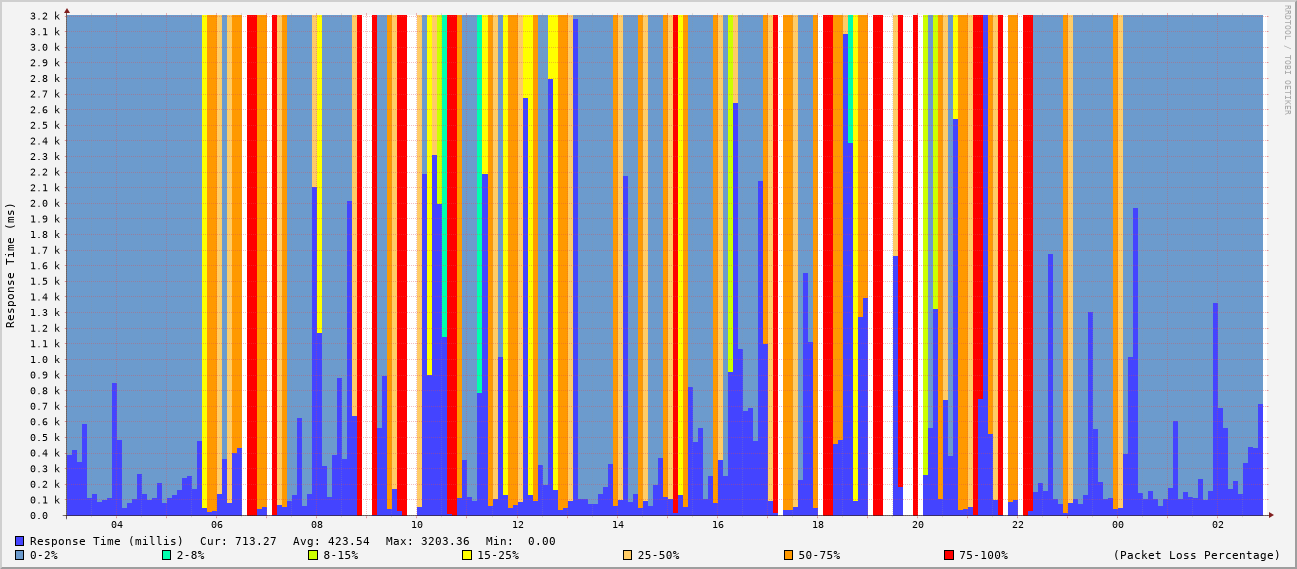 3.2 k
3.1 k
3.0 k
2.9 k
2.8 k
2.7 k
2.6 k
2.5 k
2.4 k
2.3 k
2.2 k
2.1 k
2.0 k
1.9 k
1.8 k
1.7 k
1.6 k
1.5 k
1.4 k
1.3 k
1.2 k
1.1 k
1.0 k
0.9 k
0.8 k
0.7 k
0.6 k
0.5 k
0.4 k
0.3 k
0.2 k
0.1 k
0.0
Response Time (ms)
RRDTOOL / TOBI OETIKER
04 06 08 10 12 14 16 18 20 22 00 02
Response Time (millis) Cur: 713.27 Avg: 423.54 Max: 3203.36 Min: 0.00
0-2% 2-8% 8-15% 15-25% 25-50% 50-75% 75-100% (Packet Loss Percentage)